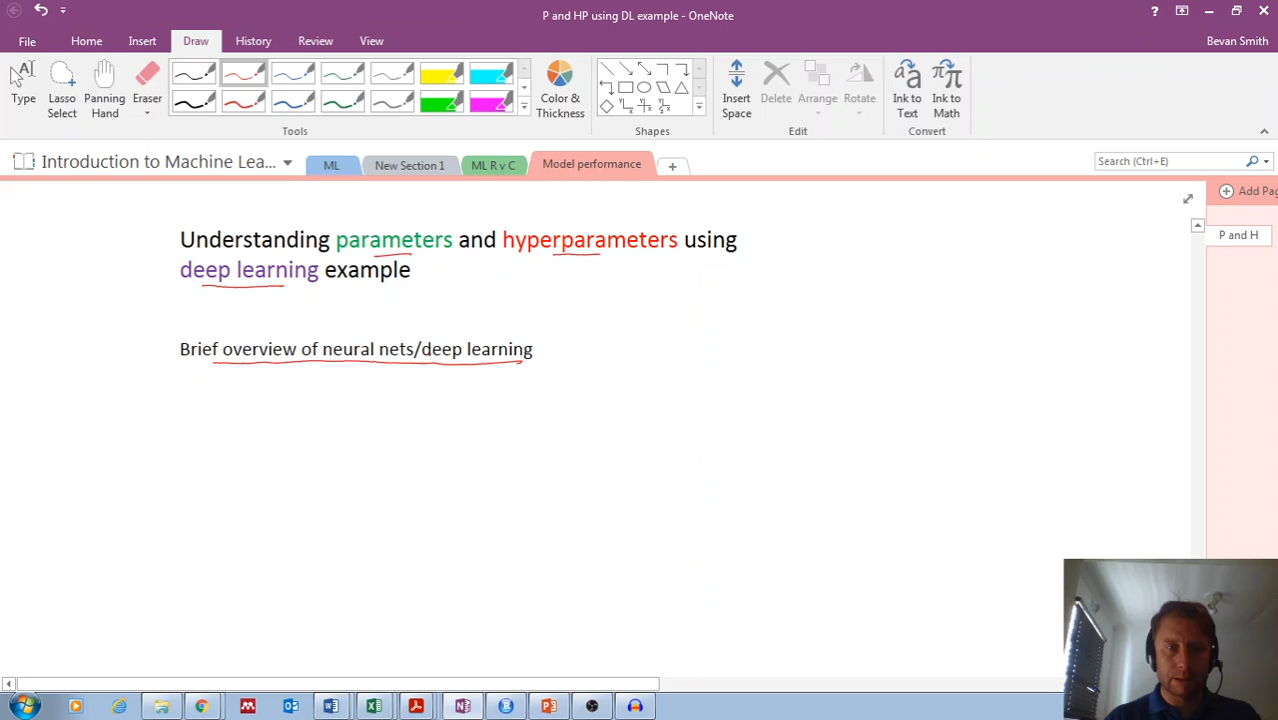 P and HP using DL example - OneNote
File Home Insert Draw History Review View Bevan Smith
Type
Lasso Select
Panning Hand
Eraser
Color & Thickness
Insert Space
Delete
Arrange
Rotate
Ink to Text
Ink to Math
Tools
Shapes
Edit
Convert
Introduction to Machine Lea...
ML
New Section 1
ML R v C
Model performance
Search (Ctrl+E)
Add Pag
P and H
Understanding parameters and hyperparameters using
deep learning example
Brief overview of neural nets/deep learning